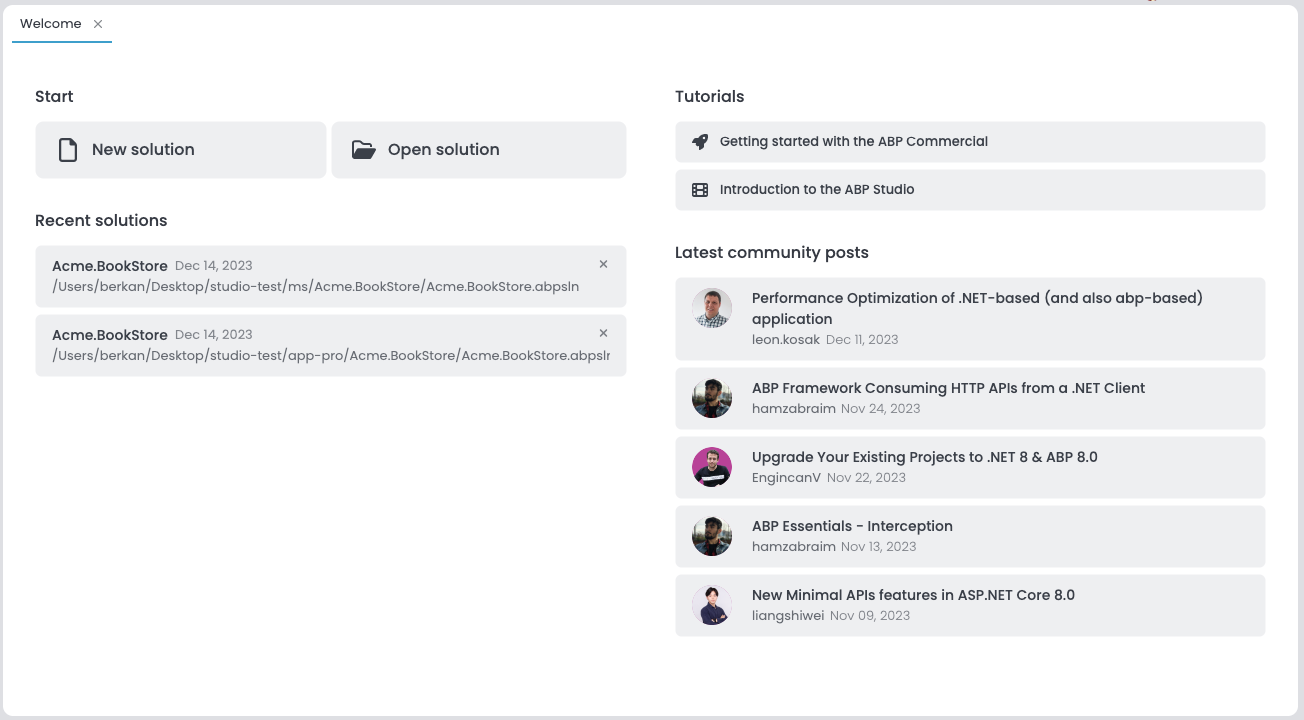 Welcome
Start
New solution
Open solution
Recent solutions
Acme.BookStore Dec 14, 2023
/Users/berkan/Desktop/studio-test/ms/Acme.BookStore/Acme.BookStore.abpsln
Acme.BookStore Dec 14, 2023
/Users/berkan/Desktop/studio-test/app-pro/Acme.BookStore/Acme.BookStore.abpsln
Tutorials
Getting started with the ABP Commercial
Introduction to the ABP Studio
Latest community posts
Performance Optimization of .NET-based (and also abp-based)
application
leon.kosak Dec 11, 2023
ABP Framework Consuming HTTP APIs from a .NET Client
hamzabraim Nov 24, 2023
Upgrade Your Existing Projects to .NET 8 & ABP 8.0
EngincanV Nov 22, 2023
ABP Essentials - Interception
hamzabraim Nov 13, 2023
New Minimal APIs features in ASP.NET Core 8.0
liangshiwei Nov 09, 2023